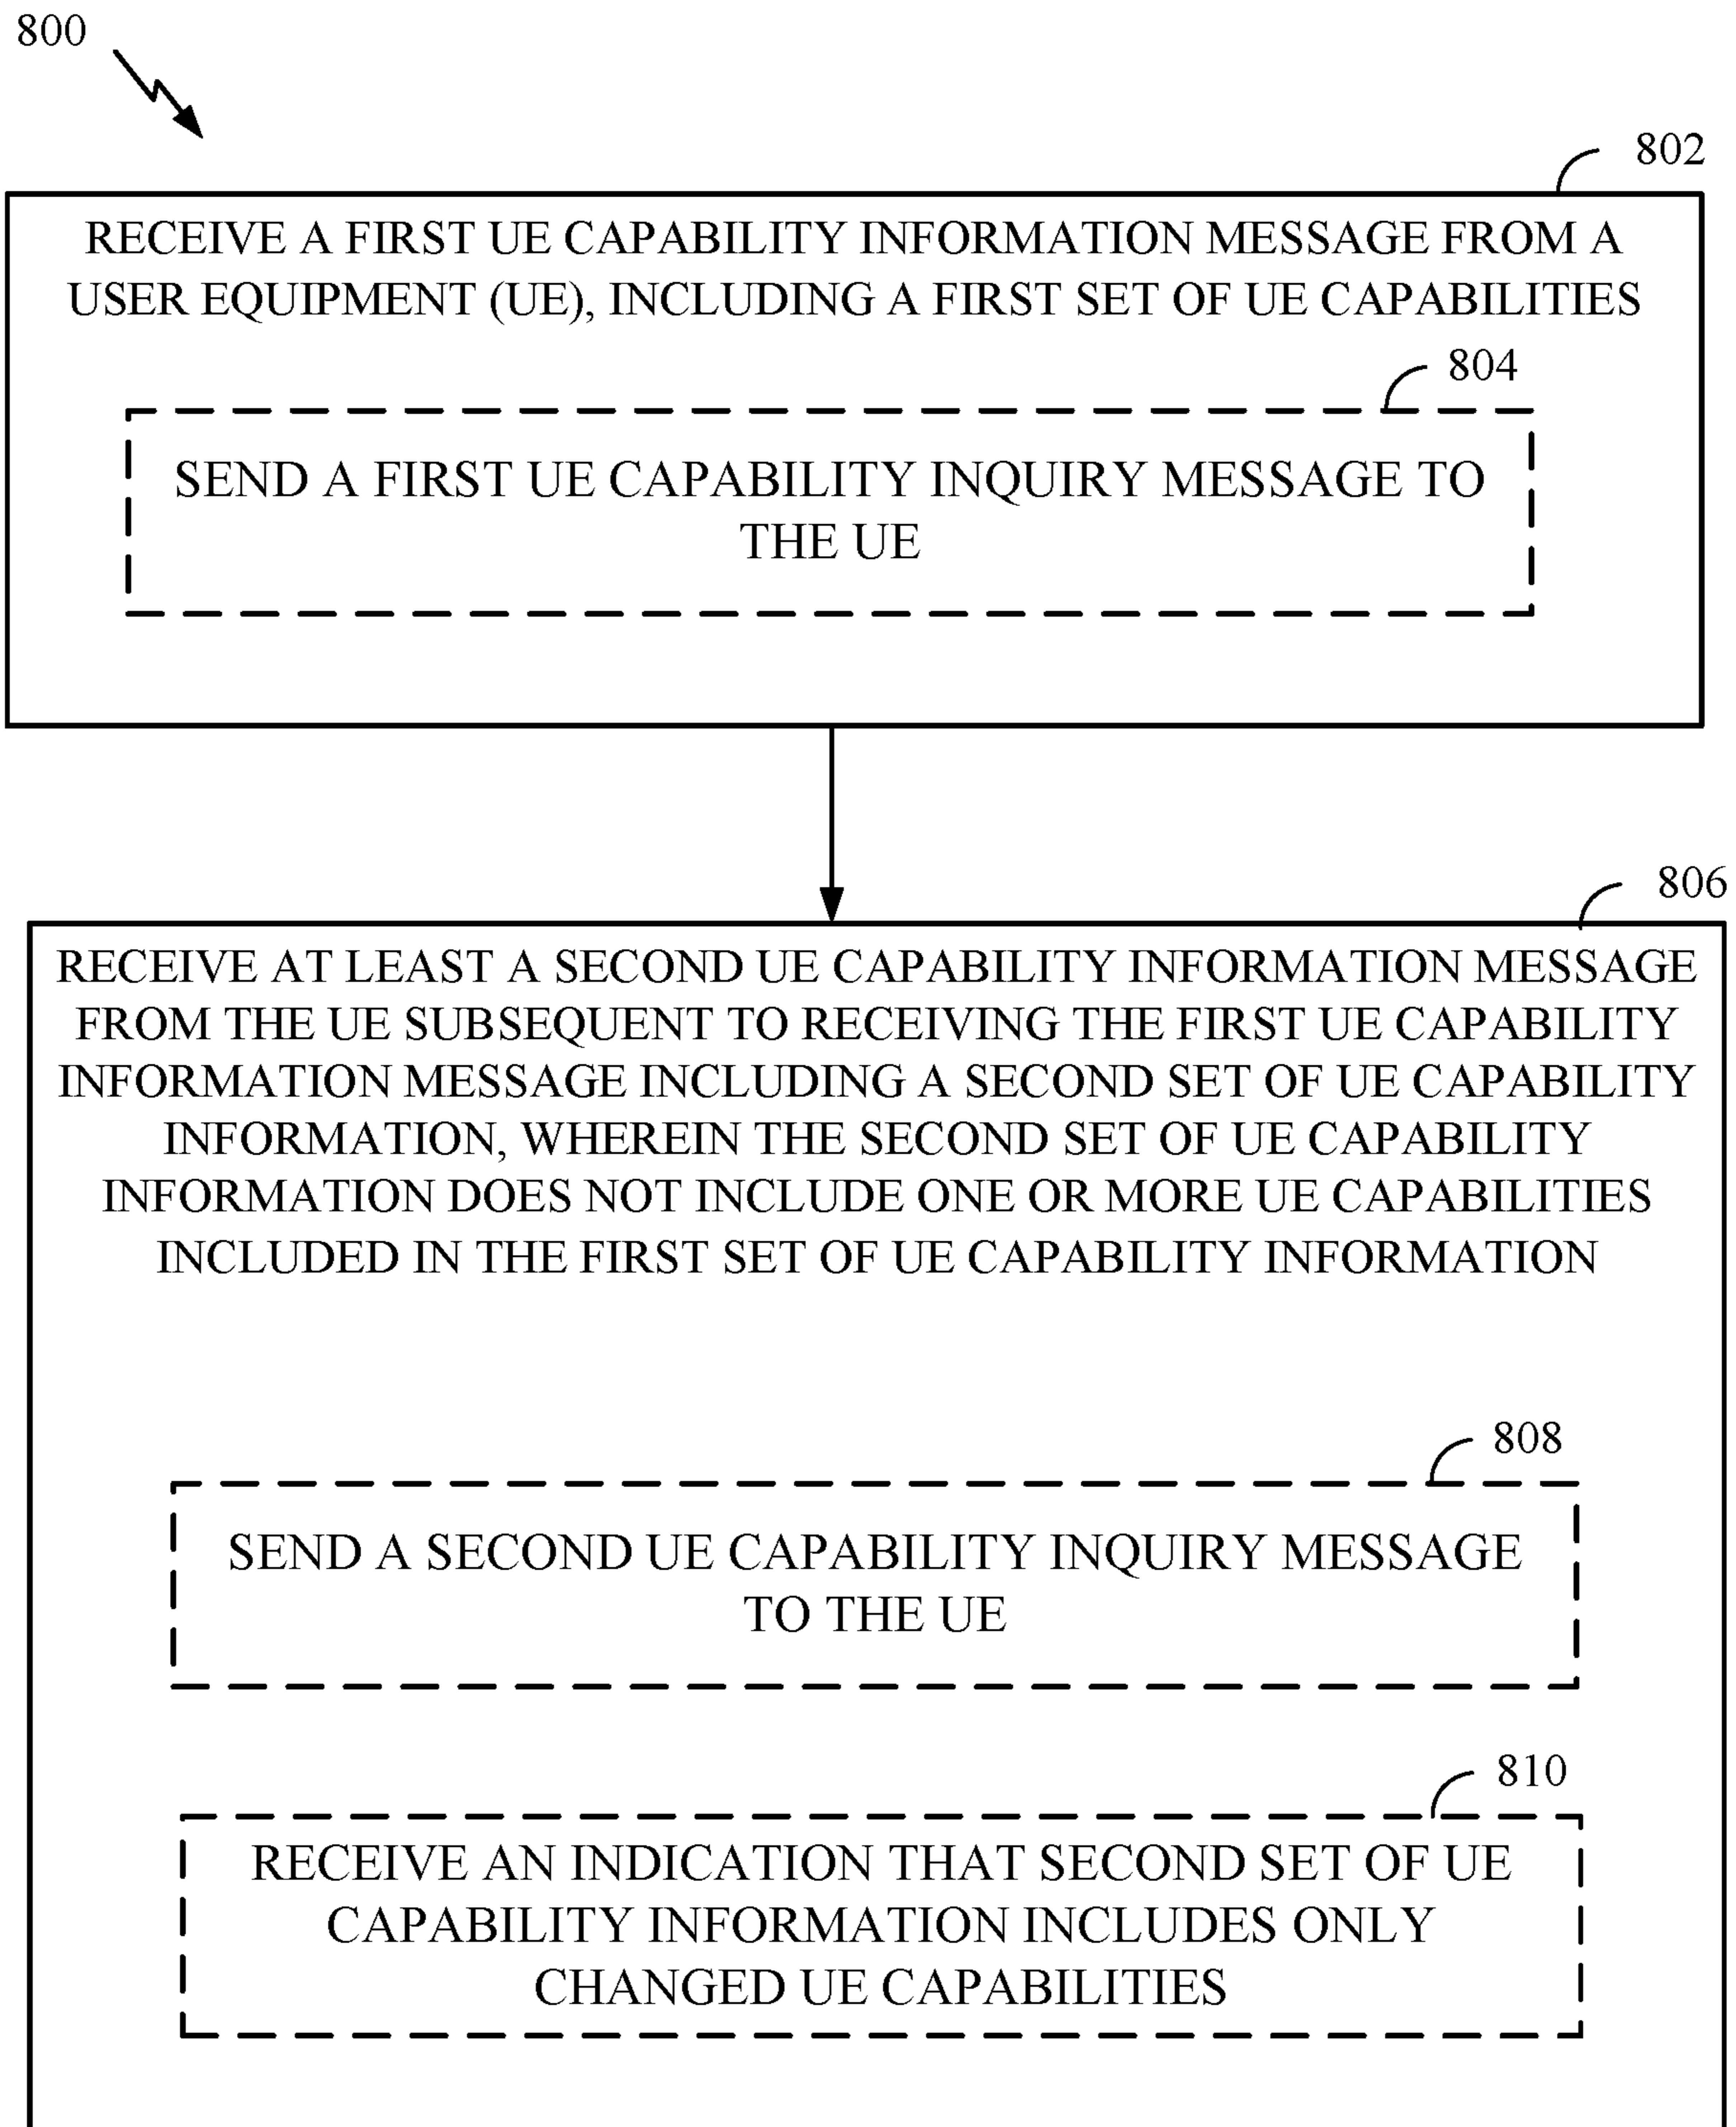 800
802
RECEIVE A FIRST UE CAPABILITY INFORMATION MESSAGE FROM A
USER EQUIPMENT (UE), INCLUDING A FIRST SET OF UE CAPABILITIES
804
SEND A FIRST UE CAPABILITY INQUIRY MESSAGE TO
THE UE
806
RECEIVE AT LEAST A SECOND UE CAPABILITY INFORMATION MESSAGE
FROM THE UE SUBSEQUENT TO RECEIVING THE FIRST UE CAPABILITY
INFORMATION MESSAGE INCLUDING A SECOND SET OF UE CAPABILITY
INFORMATION, WHEREIN THE SECOND SET OF UE CAPABILITY
INFORMATION DOES NOT INCLUDE ONE OR MORE UE CAPABILITIES
INCLUDED IN THE FIRST SET OF UE CAPABILITY INFORMATION
808
SEND A SECOND UE CAPABILITY INQUIRY MESSAGE
TO THE UE
810
RECEIVE AN INDICATION THAT SECOND SET OF UE
CAPABILITY INFORMATION INCLUDES ONLY
CHANGED UE CAPABILITIES